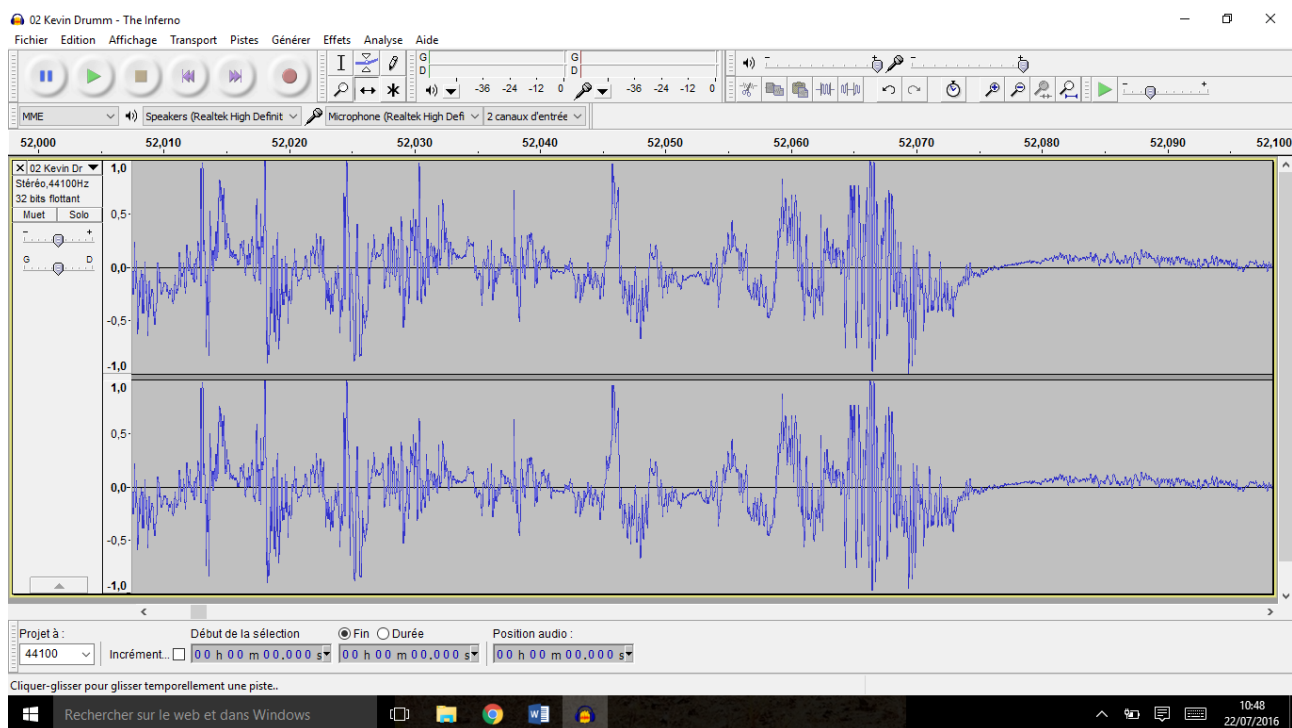 02 Kevin Drumm - The Inferno
Fichier Edition Affichage Transport Pistes Générer Effets Analyse Aide
G
D
G
D
-36 -24 -12 0
-36 -24 -12 0
MME Speakers (Realtek High Definit Microphone (Realtek High Defi 2 canaux d'entrée
52,000 52,010 52,020 52,030 52,040 52,050 52,060 52,070 52,080 52,090 52,100
02 Kevin Dr
Stéréo,44100Hz
32 bits flottant
Muet Solo
- +
G D
1,0
0,5
0,0
-0,5
-1,0
1,0
0,5
0,0
-0,5
-1,0
Projet à : Début de la sélection Fin Durée Position audio :
44100 Incrément... 00 h 00 m 00,000 s 00 h 00 m 00,000 s 00 h 00 m 00,000 s
Cliquer-glisser pour glisser temporellement une piste..
Rechercher sur le web et dans Windows
10:48
22/07/2016